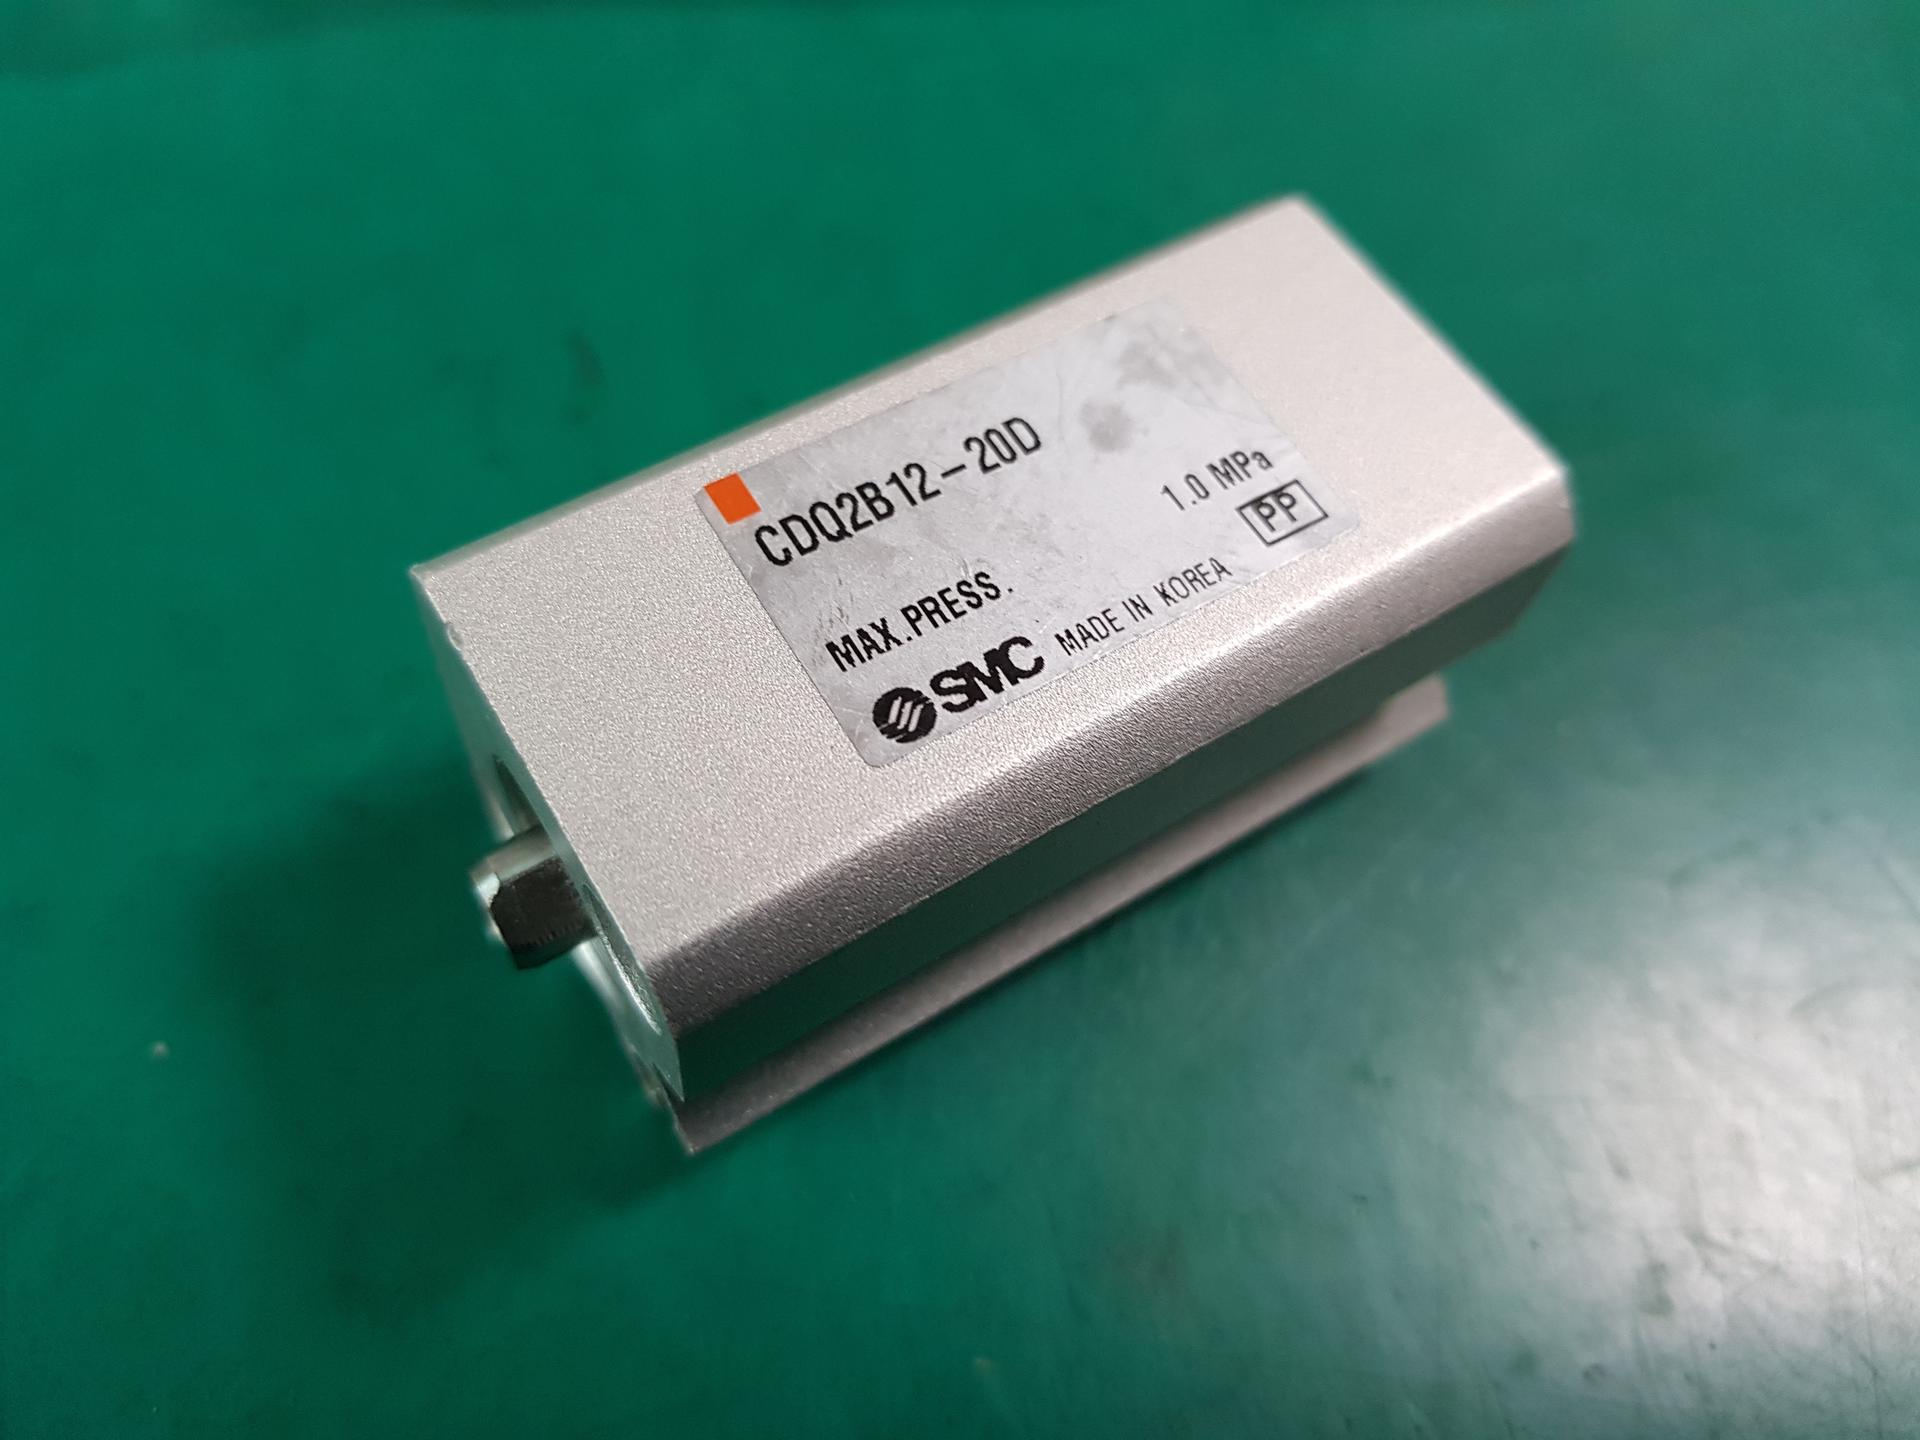 CDQ2B12-20D
MAX.PRESS. 1.0 MPa
SMC MADE IN KOREA PP